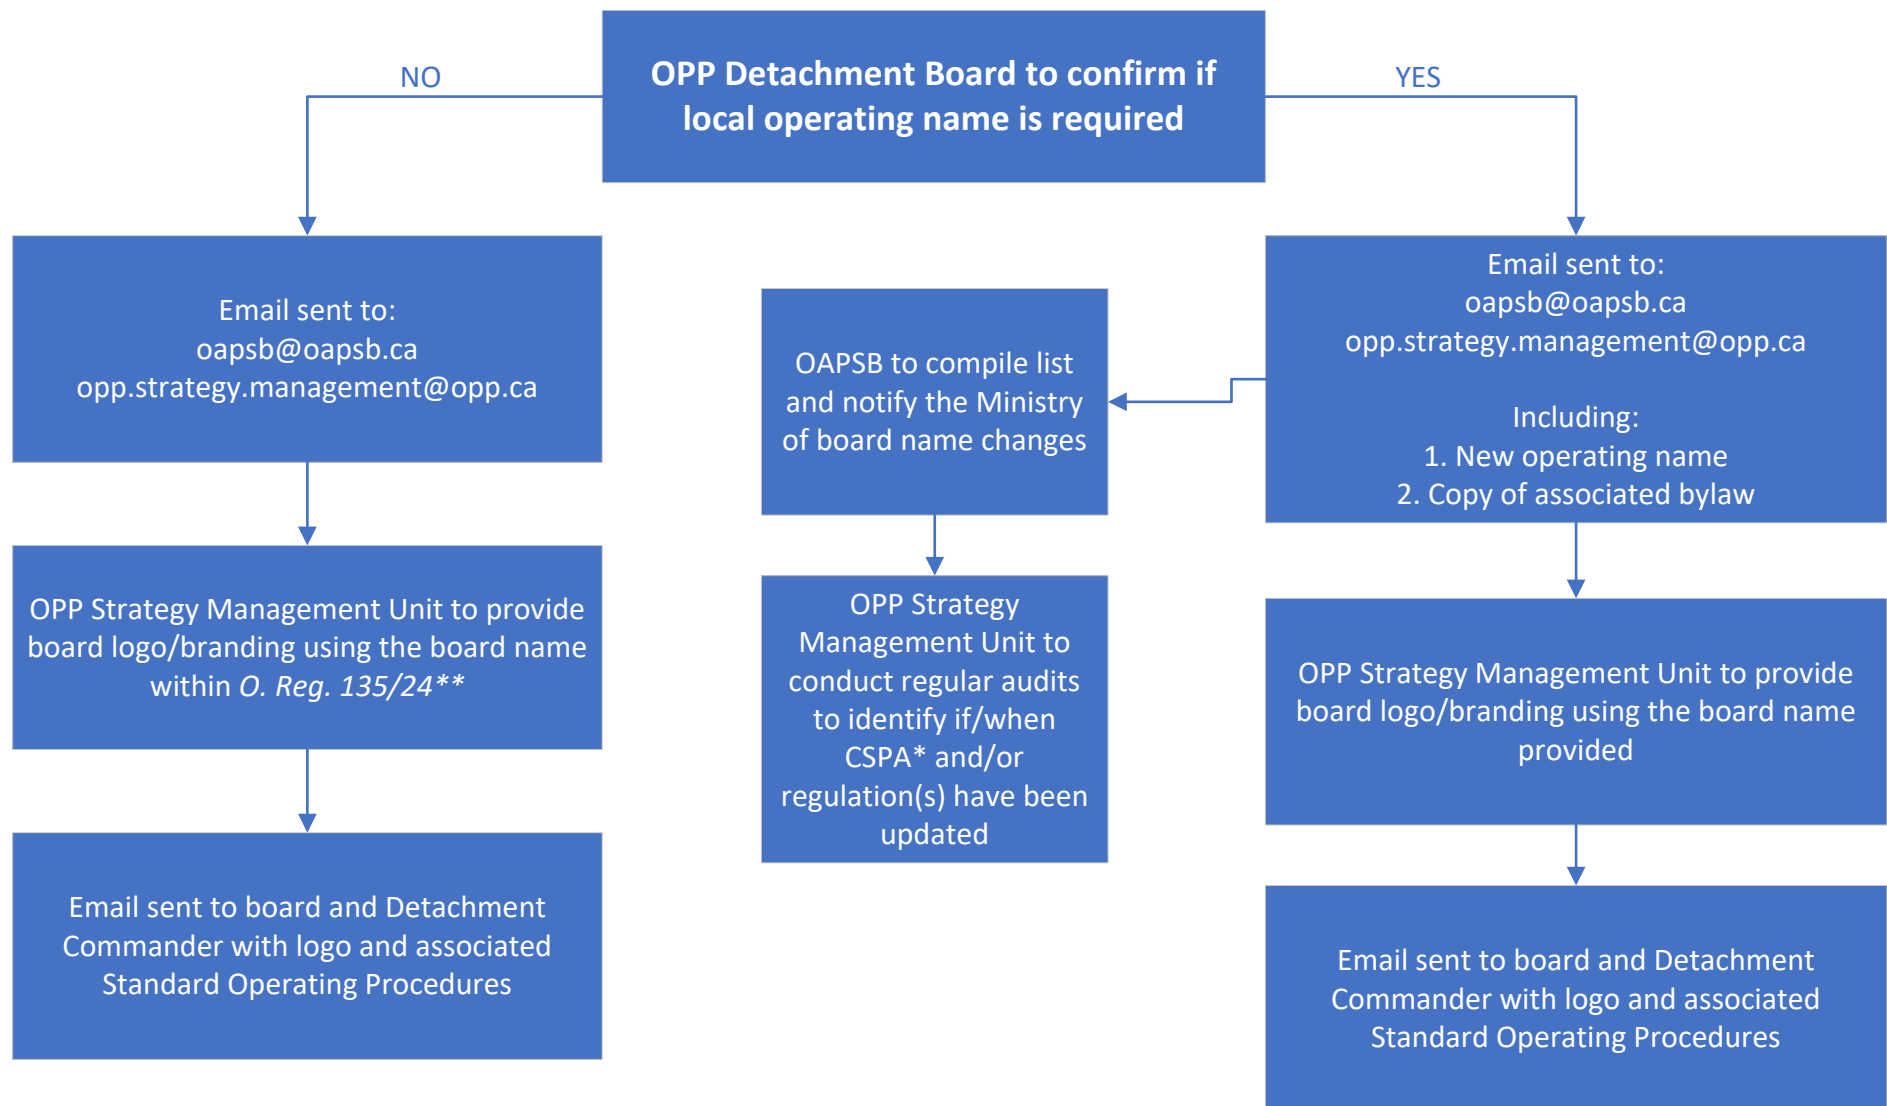 OPP Detachment Board to confirm if
local operating name is required
NO
YES
Email sent to:
oapsb@oapsb.ca
opp.strategy.management@opp.ca
OPP Strategy Management Unit to provide
board logo/branding using the board name
within O. Reg. 135/24**
Email sent to board and Detachment
Commander with logo and associated
Standard Operating Procedures
OAPSB to compile list
and notify the Ministry
of board name changes
OPP Strategy
Management Unit to
conduct regular audits
to identify if/when
CSPA* and/or
regulation(s) have been
updated
Email sent to:
oapsb@oapsb.ca
opp.strategy.management@opp.ca
Including:
1. New operating name
2. Copy of associated bylaw
OPP Strategy Management Unit to provide
board logo/branding using the board name
provided
Email sent to board and Detachment
Commander with logo and associated
Standard Operating Procedures